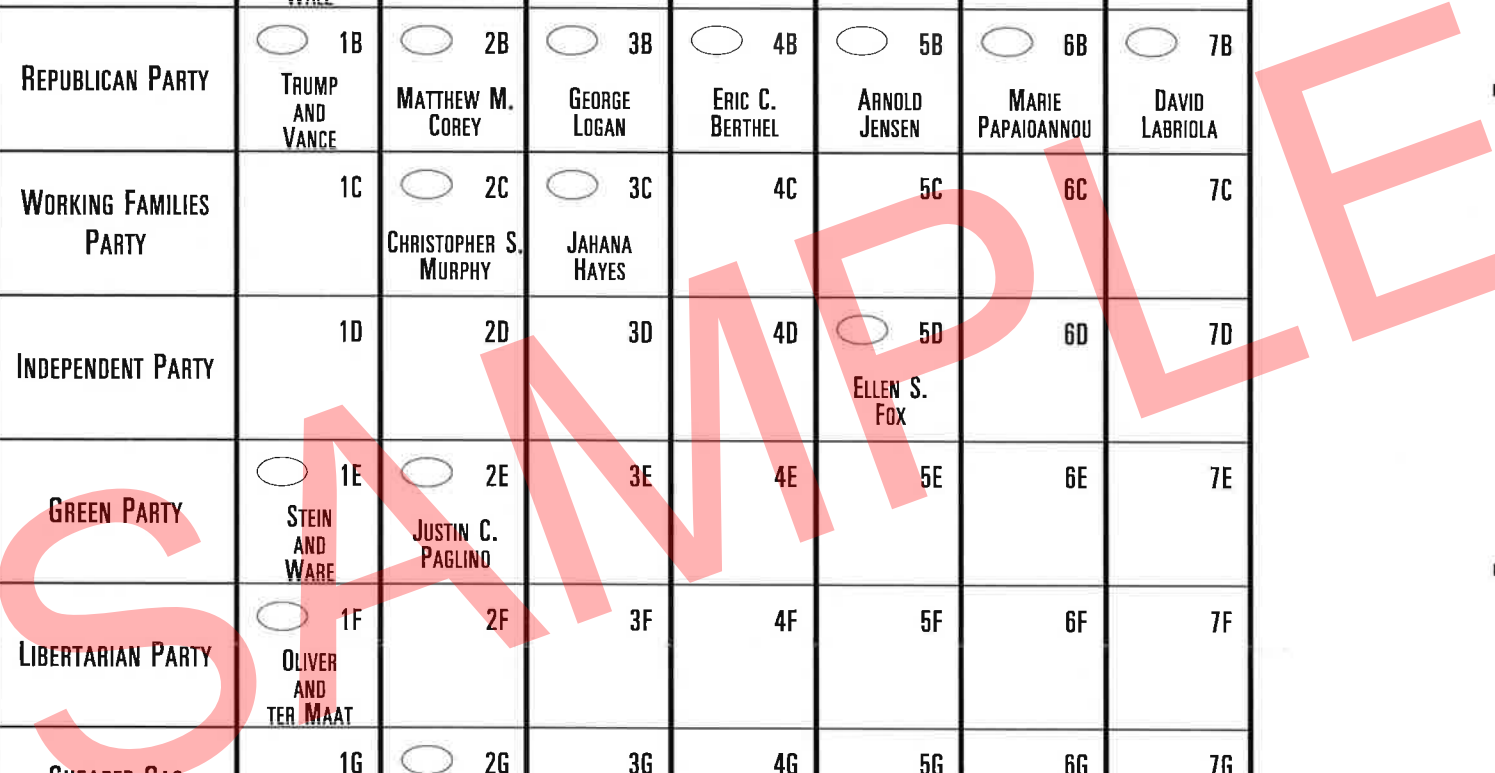 REPUBLICAN PARTY
1B
TRUMP
AND
VANCE
2B
MATTHEW M.
COREY
3B
GEORGE
LOGAN
4B
ERIC C.
BERTHEL
5B
ARNOLD
JENSEN
6B
MARIE
PAPAIOANNOU
7B
DAVID
LABRIOLA
WORKING FAMILIES
PARTY
1C
2C
CHRISTOPHER S.
MURPHY
3C
JAHANA
HAYES
4C
5C
6C
7C
INDEPENDENT PARTY
1D
2D
3D
4D
5D
ELLEN S.
FOX
6D
7D
GREEN PARTY
1E
STEIN
AND
WARE
2E
JUSTIN C.
PAGLINO
3E
4E
5E
6E
7E
LIBERTARIAN PARTY
1F
OLIVER
AND
TER MAAT
2F
3F
4F
5F
6F
7F
1G
2G
3G
4G
5G
6G
7G
SAMPLE